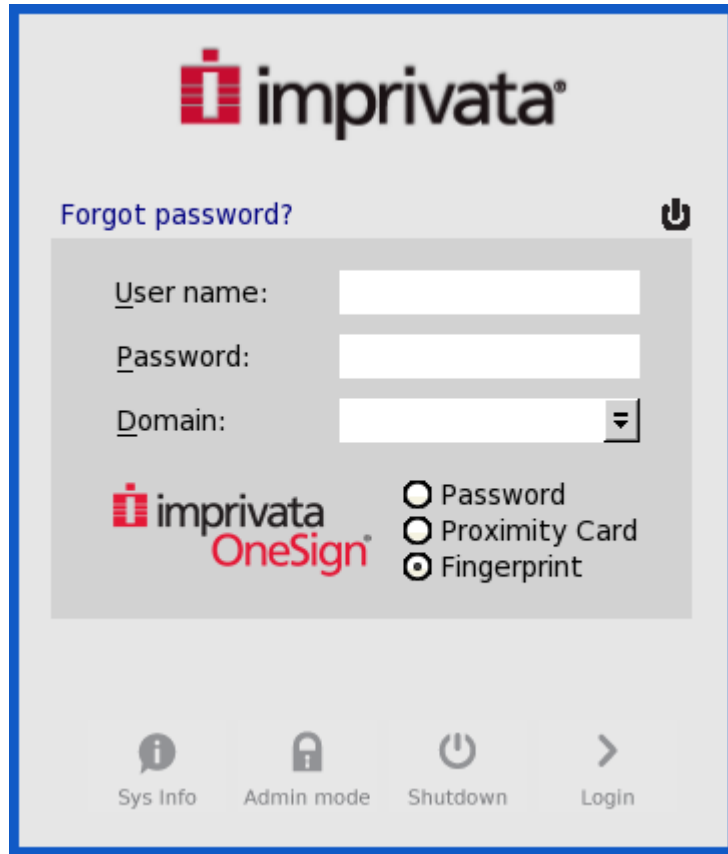 imprivata®
Forgot password?
User name:
Password:
Domain:
imprivata
OneSign®
Password
Proximity Card
Fingerprint
Sys Info Admin mode Shutdown Login